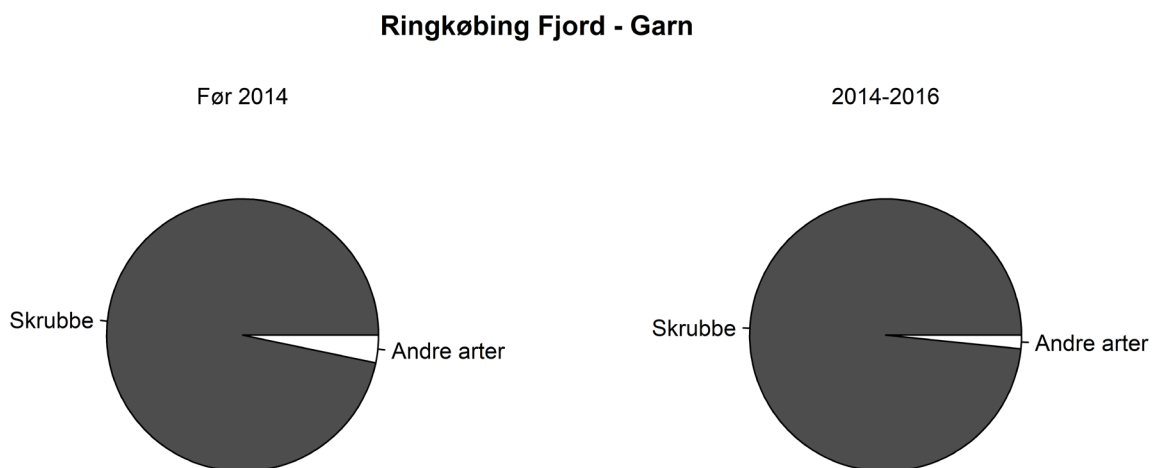 Ringkøbing Fjord - Garn
Før 2014
2014-2016
Skrubbe
Andre arter
Skrubbe
Andre arter